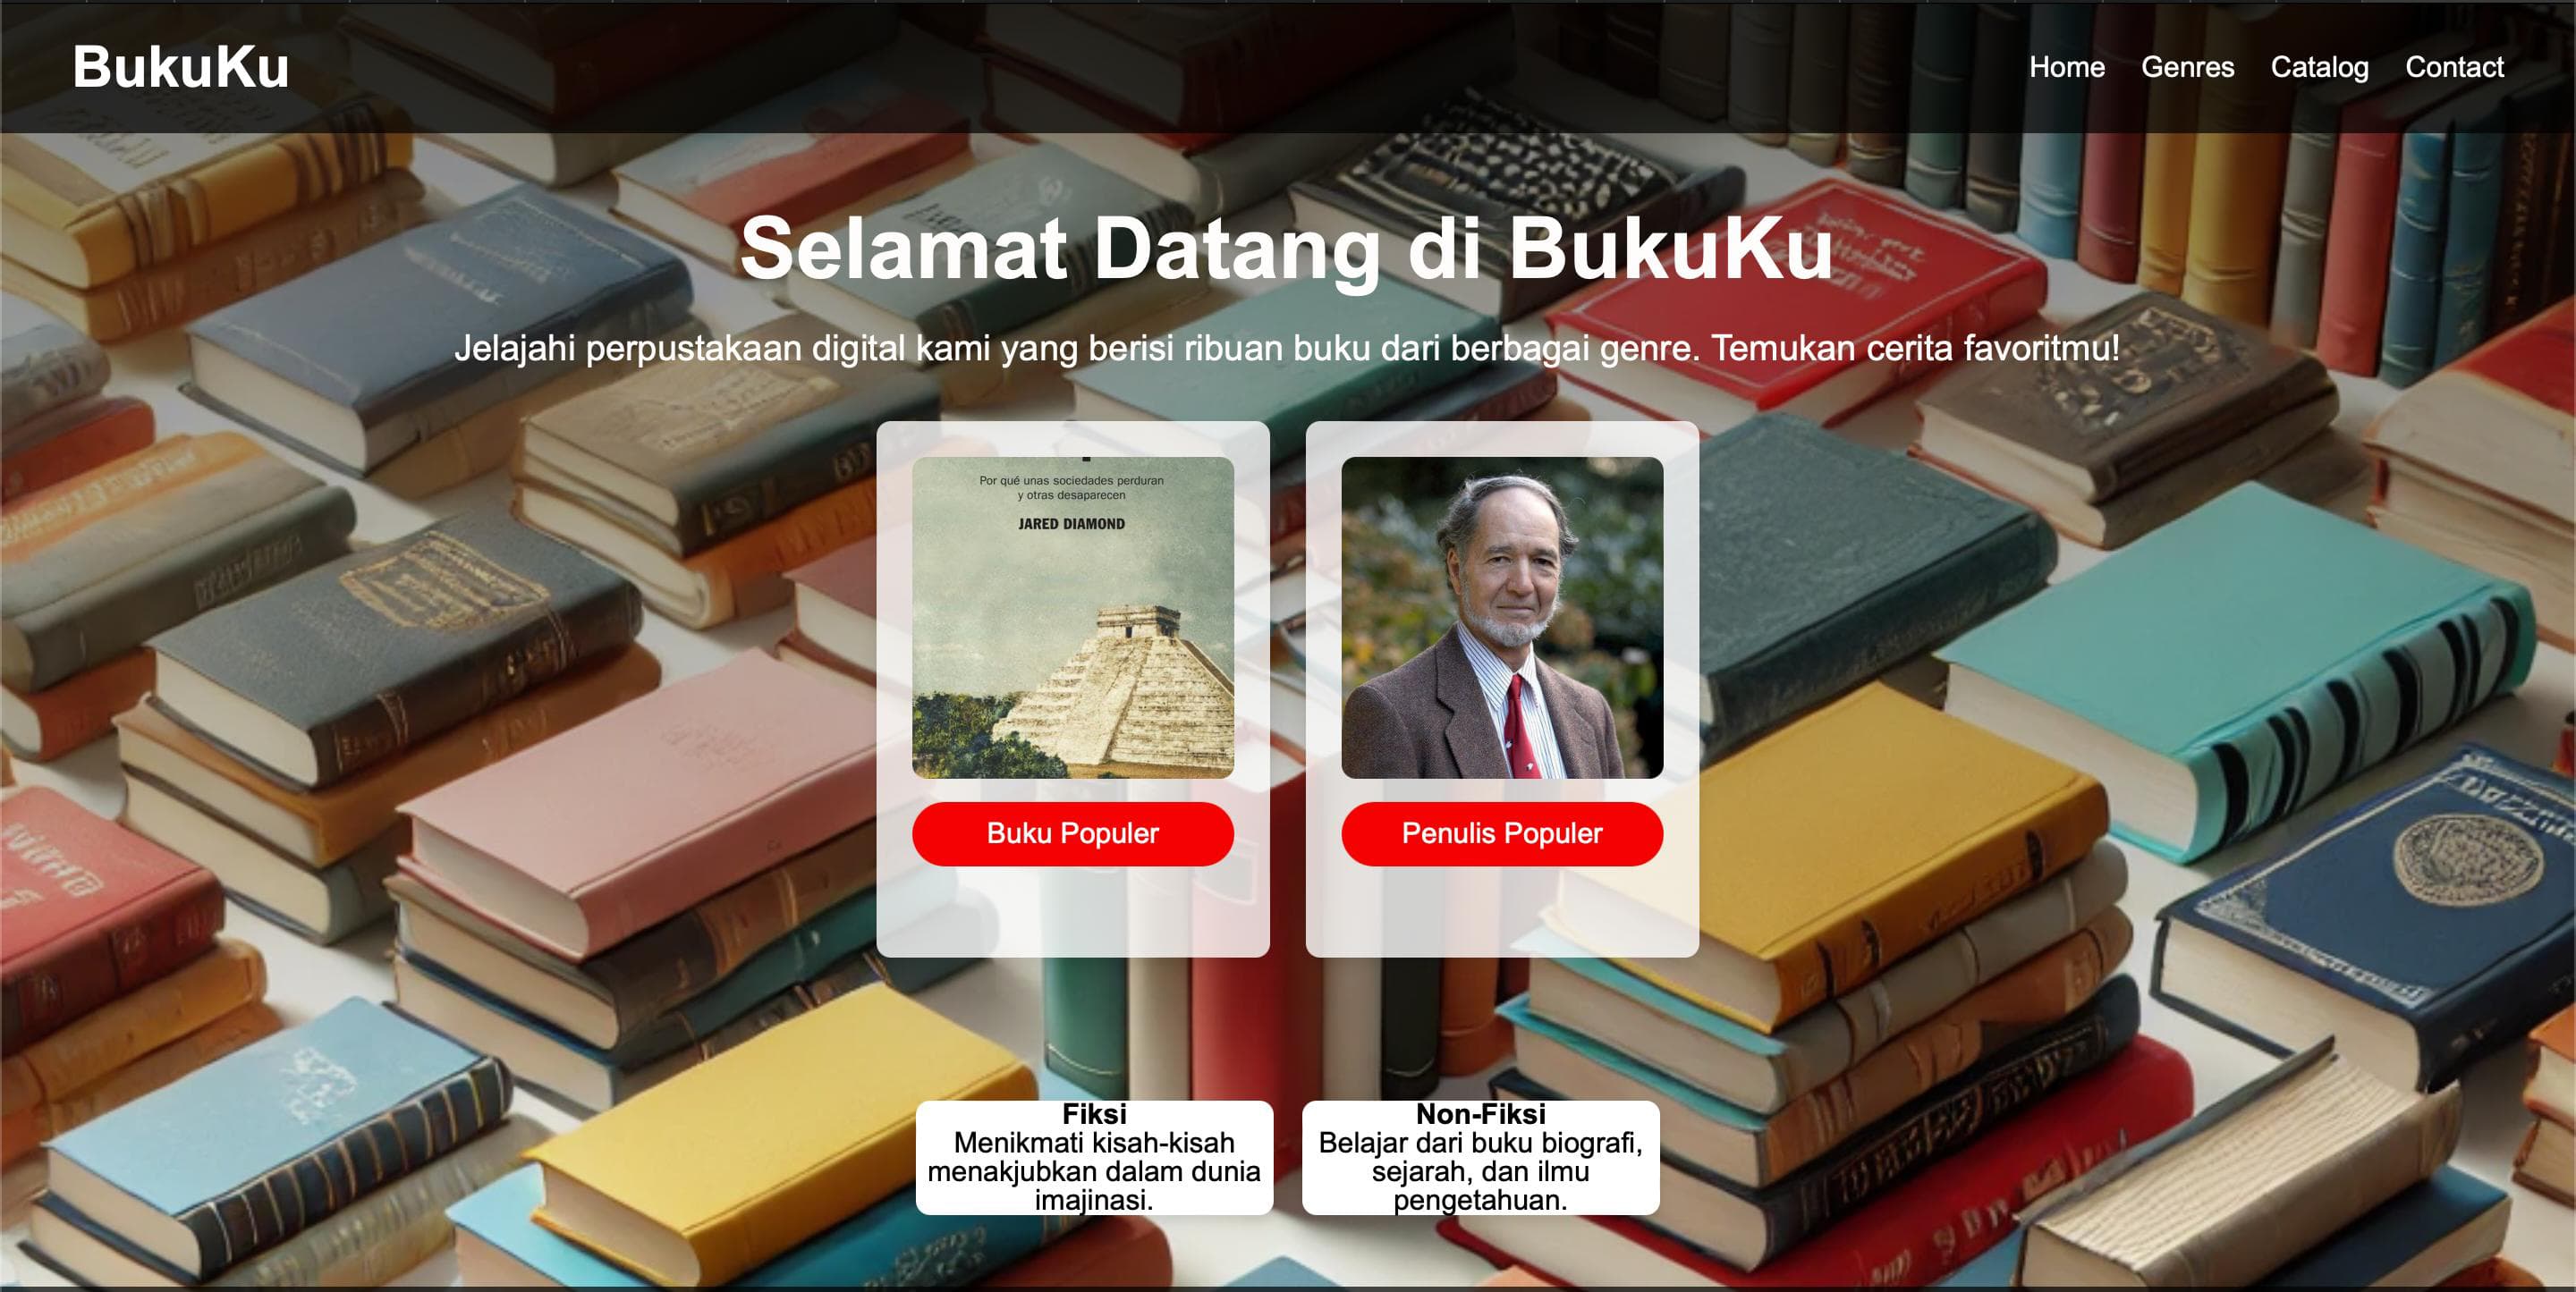 BukuKu
Home Genres Catalog Contact
Selamat Datang di BukuKu
Jelajahi perpustakaan digital kami yang berisi ribuan buku dari berbagai genre. Temukan cerita favoritmu!
Por qué unas sociedades perduran
y otras desaparecen
JARED DIAMOND
Buku Populer
Penulis Populer
Fiksi
Menikmati kisah-kisah
menakjubkan dalam dunia
imajinasi.
Non-Fiksi
Belajar dari buku biografi,
sejarah, dan ilmu
pengetahuan.